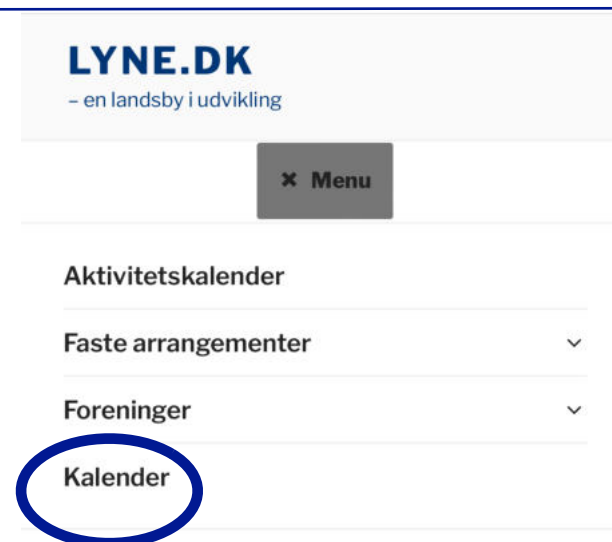 LYNE.DK
– en landsby i udvikling
✖ Menu
Aktivitetskalender
Faste arrangementer
Foreninger
Kalender